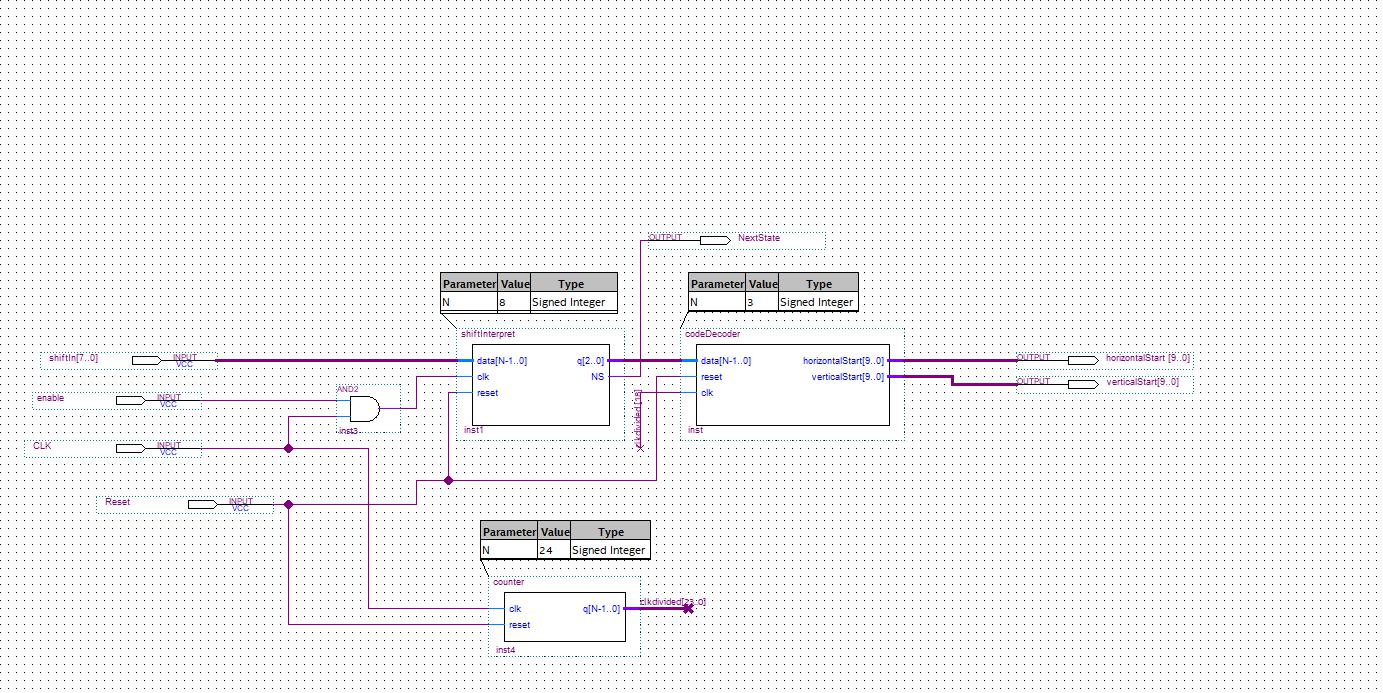 OUTPUT NextState
Parameter Value Type
N 8 Signed Integer
Parameter Value Type
N 3 Signed Integer
shiftInterpret
codeDecoder
shiftIn[7..0] INPUT
VCC
data[N-1..0] q[2..0]
clk NS
reset
inst1
data[N-1..0] horizontalStart[9..0]
reset verticalStart[9..0]
clk
inst
OUTPUT horizontalStart [9..0]
OUTPUT verticalStart[9..0]
enable INPUT
VCC
AND2
inst3
clkdivided[18]
CLK INPUT
VCC
Reset INPUT
VCC
Parameter Value Type
N 24 Signed Integer
counter
clk q[N-1..0]
reset
inst4
clkdivided[23..0]